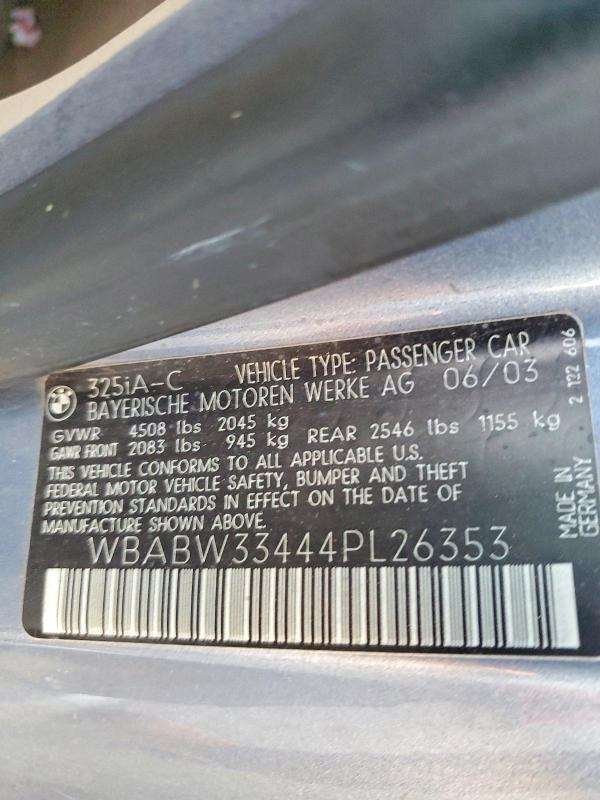 325iA-C VEHICLE TYPE: PASSENGER CAR
BAYERISCHE MOTOREN WERKE AG 06/03
GVWR 4508 lbs 2045 kg
GAWR FRONT 2083 lbs 945 kg REAR 2546 lbs 1155 kg
THIS VEHICLE CONFORMS TO ALL APPLICABLE U.S.
FEDERAL MOTOR VEHICLE SAFETY, BUMPER AND THEFT
PREVENTION STANDARDS IN EFFECT ON THE DATE OF
MANUFACTURE SHOWN ABOVE.
WBABW33444PL26353
MADE IN
GERMANY
2 122 606